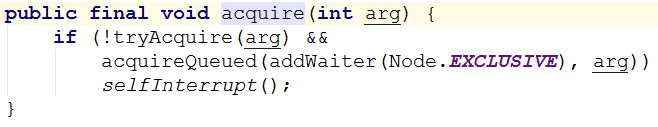 public final void acquire(int arg) {
    if (!tryAcquire(arg) &&
        acquireQueued(addWaiter(Node.EXCLUSIVE), arg))
        selfInterrupt();
}